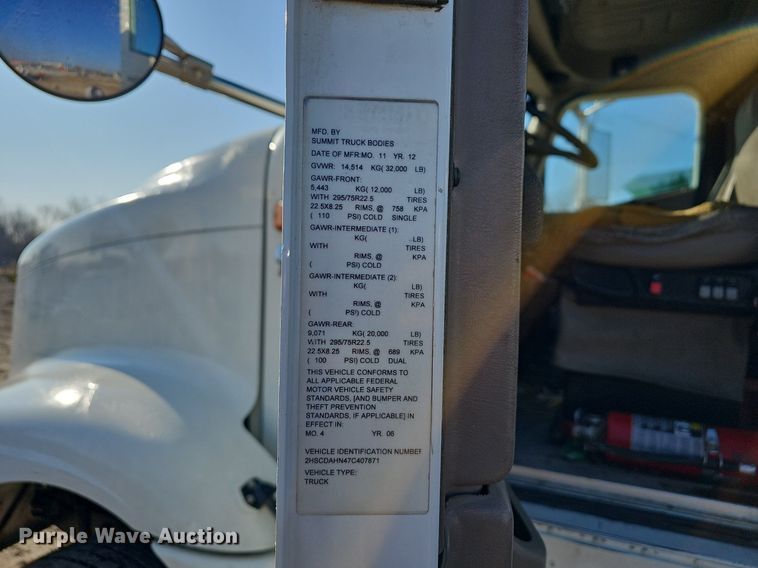 MFD. BY
SUMMIT TRUCK BODIES
DATE OF MFR:MO. 11 YR. 12
GVWR: 14,514 KG( 32,000 LB)
GAWR-FRONT:
5,443 KG( 12,000 LB)
WITH 295/75R22.5 TIRES
22.5X8.25 RIMS, @ 758 KPA
( 110 PSI) COLD SINGLE
GAWR-INTERMEDIATE (1):
KG( LB)
WITH TIRES
RIMS, @ KPA
( PSI) COLD
GAWR-INTERMEDIATE (2):
KG( LB)
WITH TIRES
RIMS, @ KPA
( PSI) COLD
GAWR-REAR:
9,071 KG( 20,000 LB)
WITH 295/75R22.5 TIRES
22.5X8.25 RIMS, @ 689 KPA
( 100 PSI) COLD DUAL
THIS VEHICLE CONFORMS TO
ALL APPLICABLE FEDERAL
MOTOR VEHICLE SAFETY
STANDARDS, [AND BUMPER AND
THEFT PREVENTION
STANDARDS, IF APPLICABLE] IN
EFFECT IN:
MO. 4 YR. 06
VEHICLE IDENTIFICATION NUMBER
2HSCDAHN47C407871
VEHICLE TYPE:
TRUCK
Purple Wave Auction